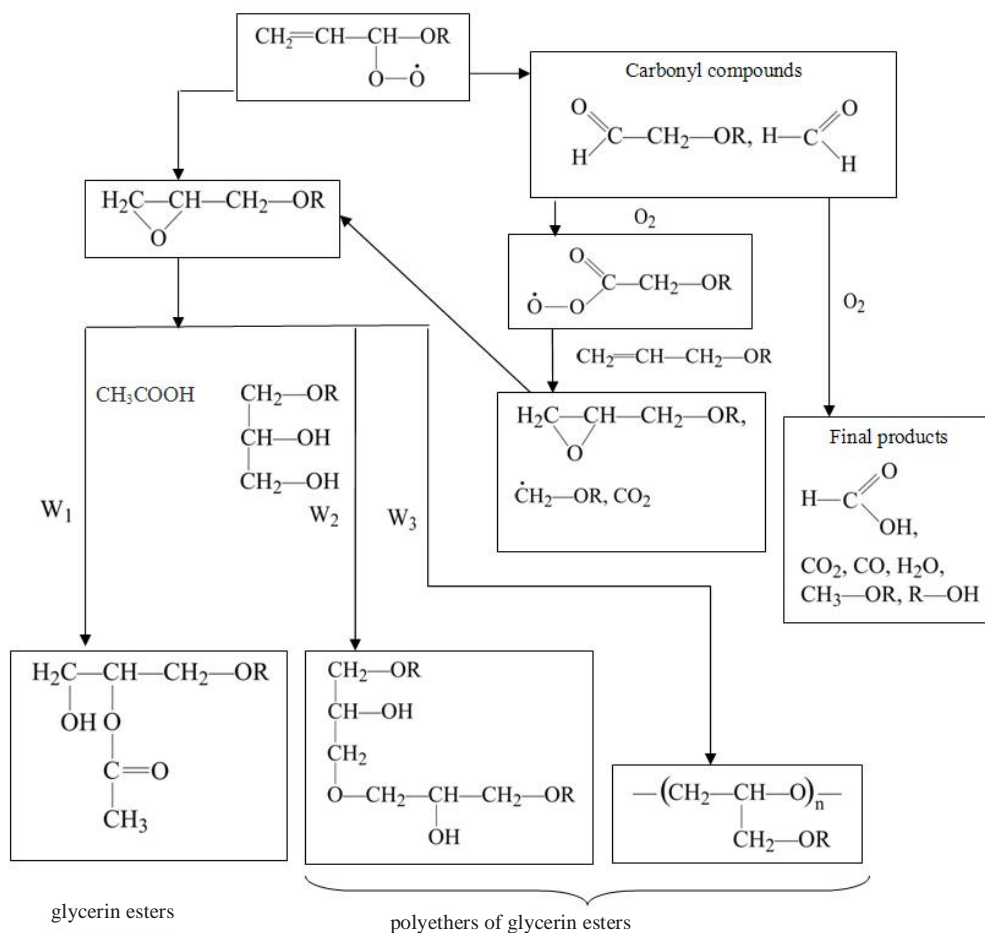 CH₂=CH—CH—OR
O—Ȯ
Carbonyl compounds
O
C—CH₂—OR,
H
O
H—C
H
H₂C—CH—CH₂—OR
O
O₂
O
C—CH₂—OR
Ȯ—O
O₂
CH₂=CH—CH₂—OR
CH₃COOH
CH₂—OR
CH—OH
CH₂—OH
W₁
W₂
W₃
H₂C—CH—CH₂—OR,
O
ĊH₂—OR, CO₂
Final products
O
H—C
OH,
CO₂, CO, H₂O,
CH₃—OR, R—OH
H₂C—CH—CH₂—OR
OH O
C=O
CH₃
CH₂—OR
CH—OH
CH₂
O—CH₂—CH—CH₂—OR
OH
—(CH₂—CH—O)ₙ—
CH₂—OR
glycerin esters
polyethers of glycerin esters